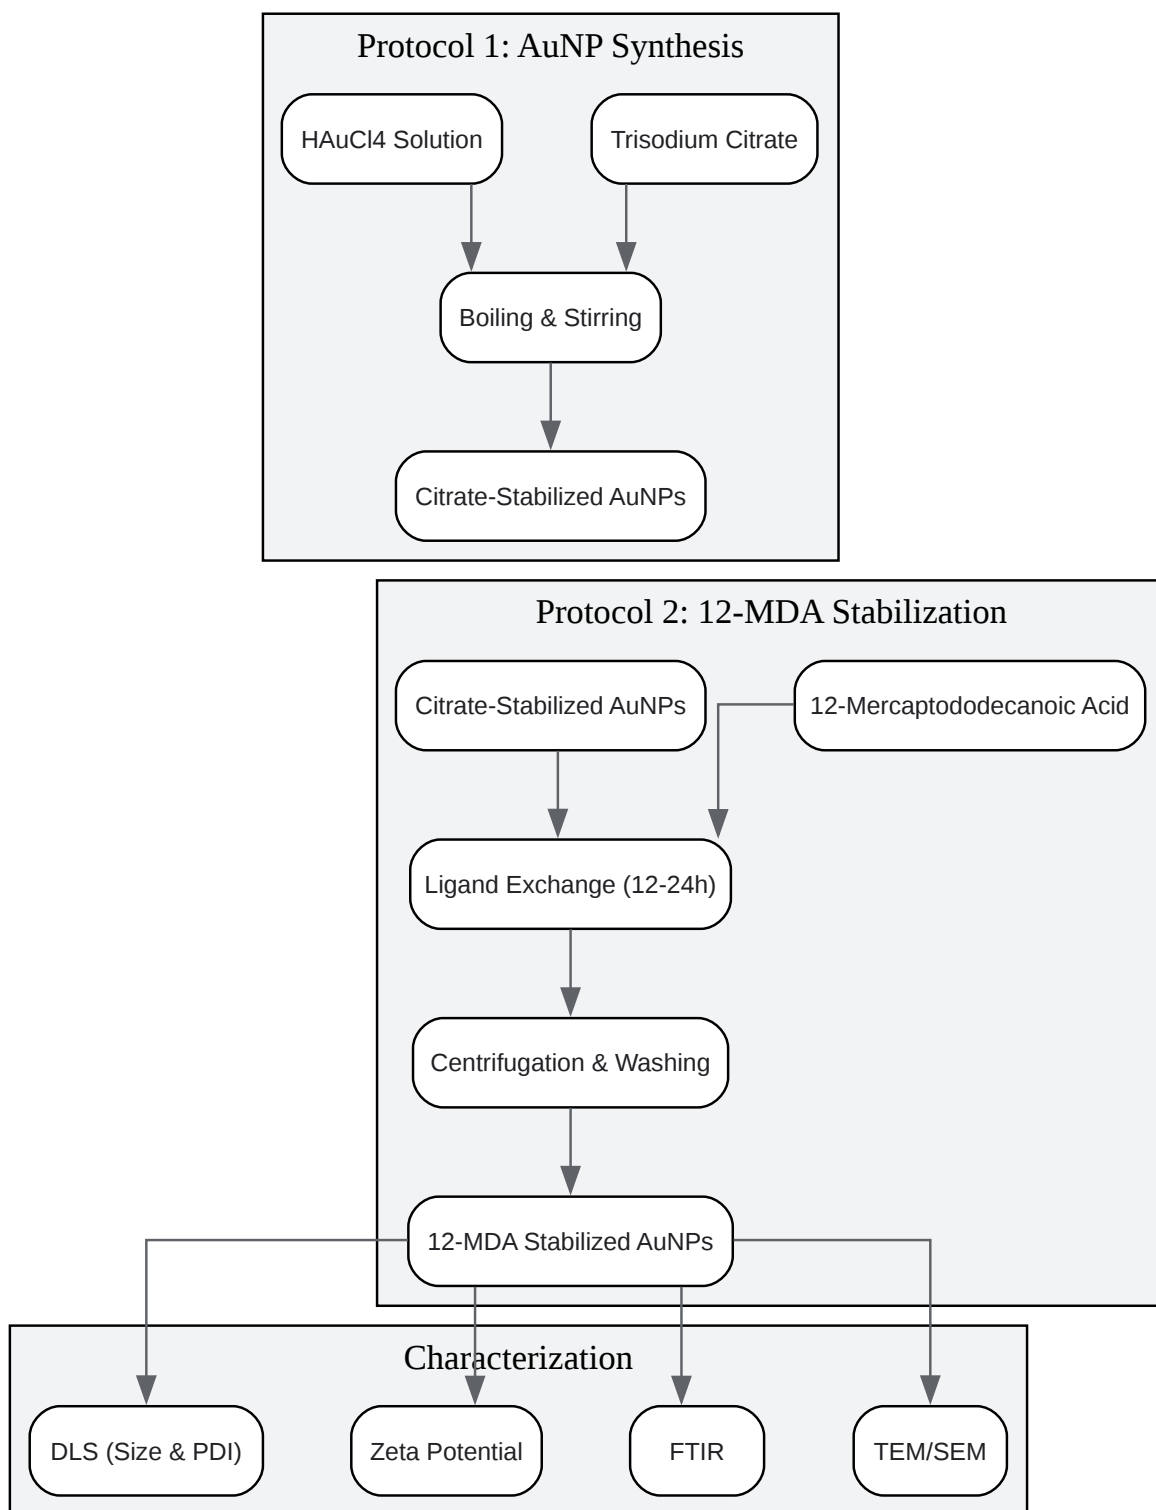 Protocol 1: AuNP Synthesis
HAuCl4 Solution
Trisodium Citrate
Boiling & Stirring
Citrate-Stabilized AuNPs
Protocol 2: 12-MDA Stabilization
Citrate-Stabilized AuNPs
12-Mercaptododecanoic Acid
Ligand Exchange (12-24h)
Centrifugation & Washing
12-MDA Stabilized AuNPs
Characterization
DLS (Size & PDI)
Zeta Potential
FTIR
TEM/SEM